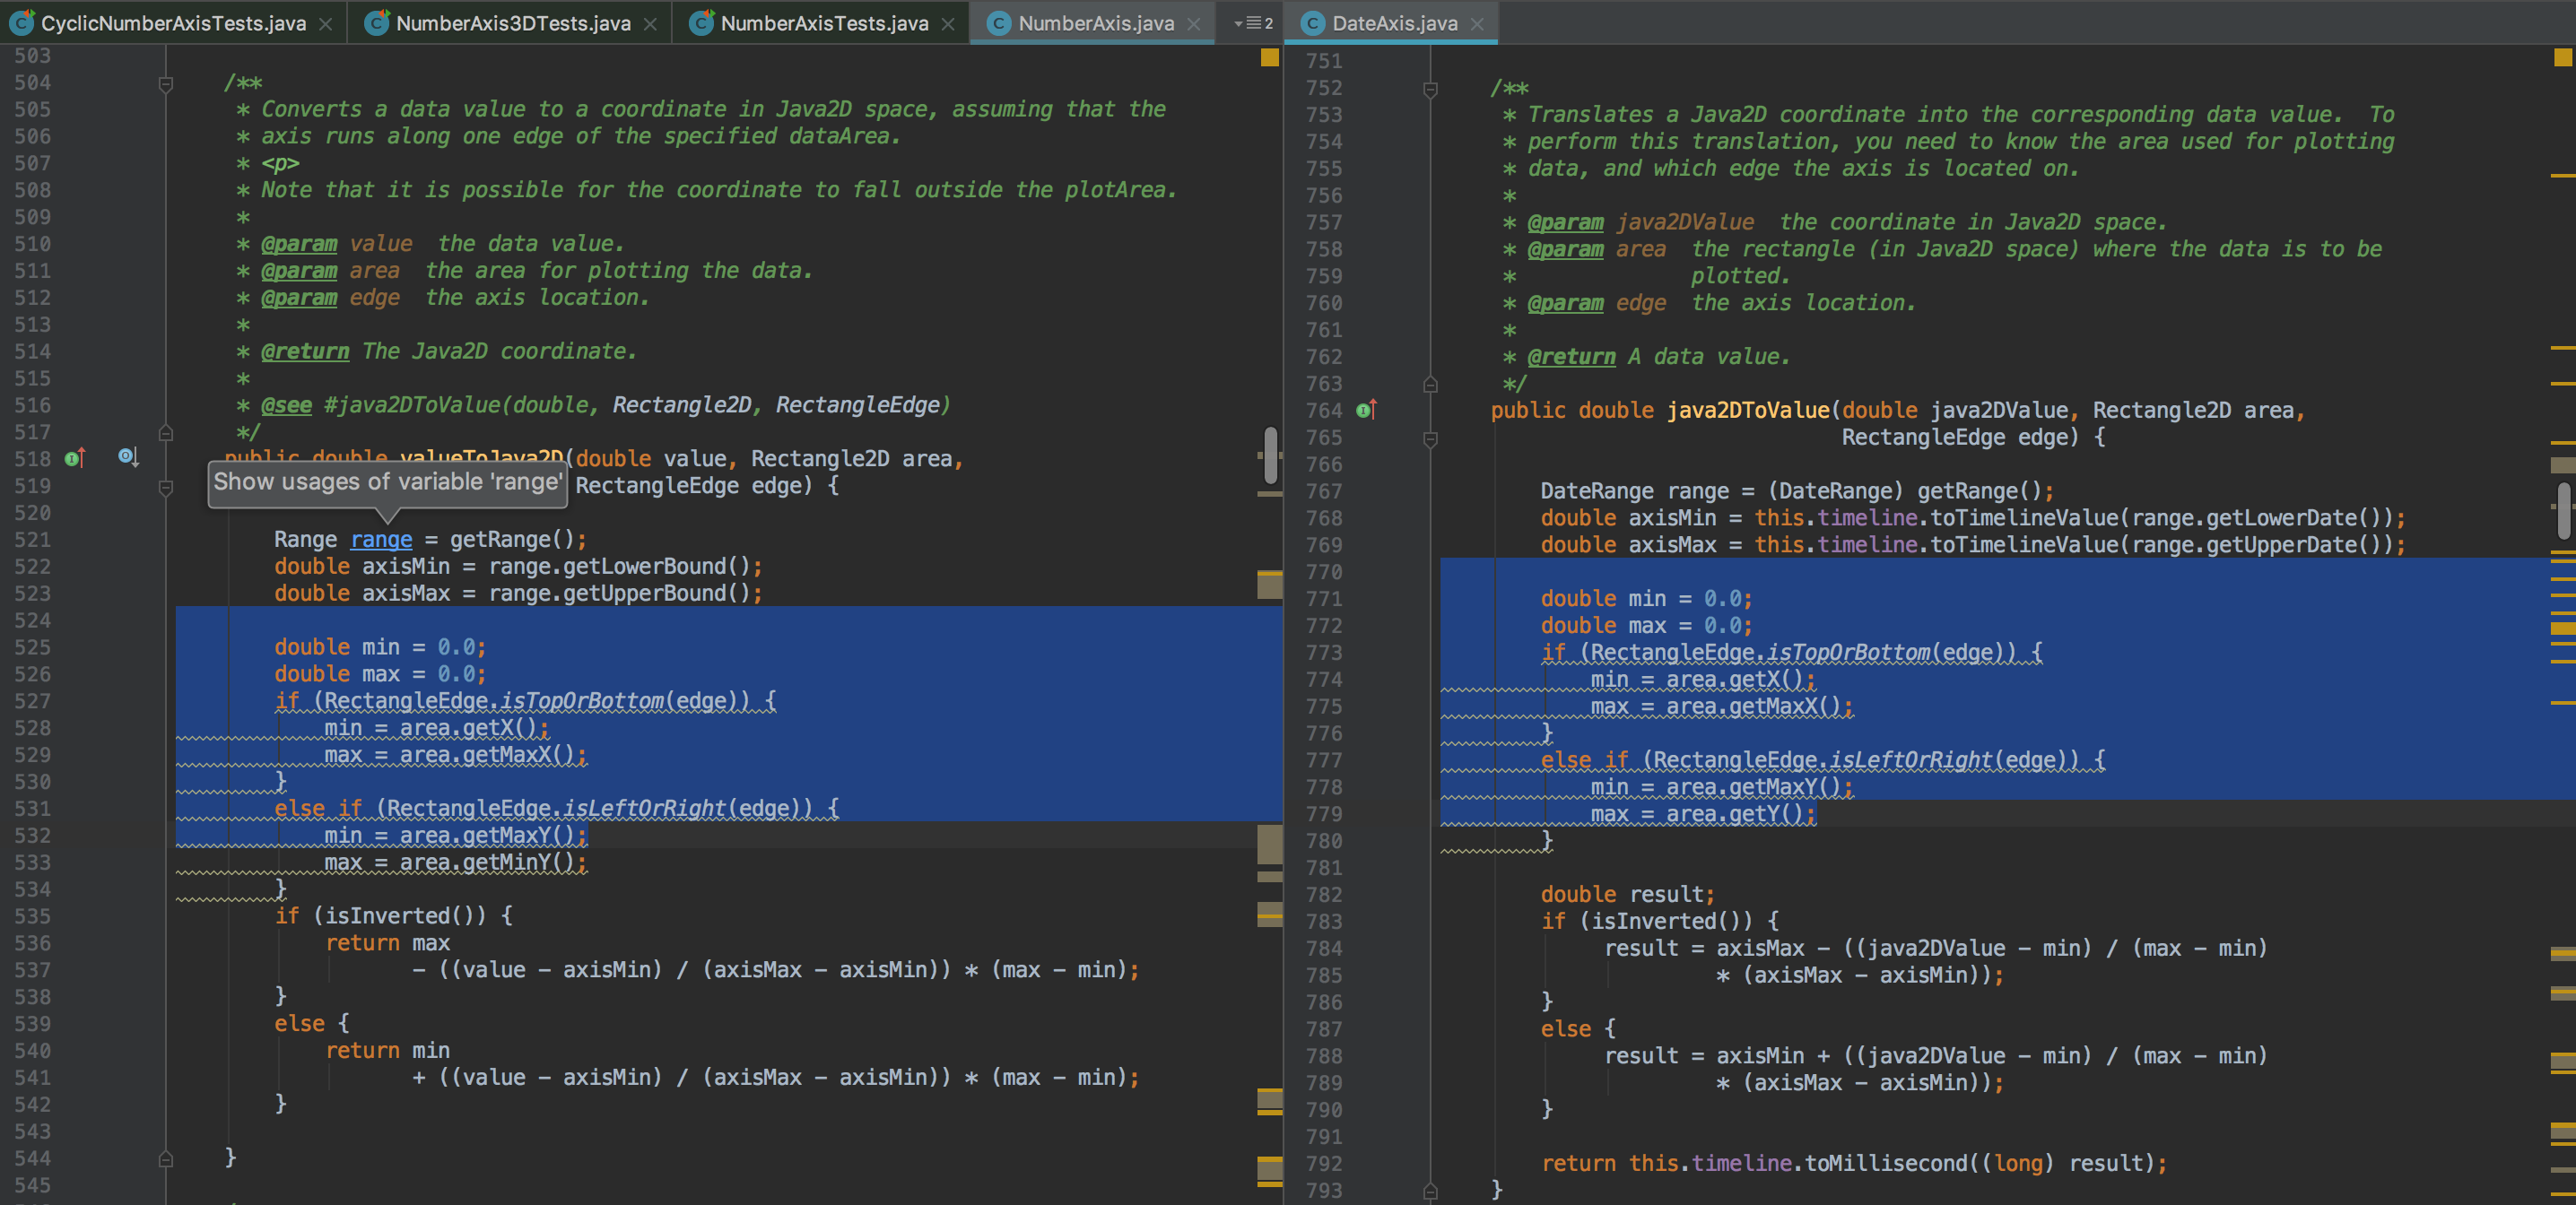 CyclicNumberAxisTests.java
NumberAxis3DTests.java
NumberAxisTests.java
NumberAxis.java
2
DateAxis.java
503
504 /**
505 * Converts a data value to a coordinate in Java2D space, assuming that the
506 * axis runs along one edge of the specified dataArea.
507 * <p>
508 * Note that it is possible for the coordinate to fall outside the plotArea.
509 *
510 * @param value  the data value.
511 * @param area  the area for plotting the data.
512 * @param edge  the axis location.
513 *
514 * @return The Java2D coordinate.
515 *
516 * @see #java2DToValue(double, Rectangle2D, RectangleEdge)
517 */
518 public double valueToJava2D(double value, Rectangle2D area,
Show usages of variable 'range'
519 RectangleEdge edge) {
520
521 Range range = getRange();
522 double axisMin = range.getLowerBound();
523 double axisMax = range.getUpperBound();
524
525 double min = 0.0;
526 double max = 0.0;
527 if (RectangleEdge.isTopOrBottom(edge)) {
528 min = area.getX();
529 max = area.getMaxX();
530 }
531 else if (RectangleEdge.isLeftOrRight(edge)) {
532 min = area.getMaxY();
533 max = area.getMinY();
534 }
535 if (isInverted()) {
536 return max
537 - ((value - axisMin) / (axisMax - axisMin)) * (max - min);
538 }
539 else {
540 return min
541 + ((value - axisMin) / (axisMax - axisMin)) * (max - min);
542 }
543
544 }
545
751
752 /**
753 * Translates a Java2D coordinate into the corresponding data value.  To
754 * perform this translation, you need to know the area used for plotting
755 * data, and which edge the axis is located on.
756 *
757 * @param java2DValue  the coordinate in Java2D space.
758 * @param area  the rectangle (in Java2D space) where the data is to be
759 * plotted.
760 * @param edge  the axis location.
761 *
762 * @return A data value.
763 */
764 public double java2DToValue(double java2DValue, Rectangle2D area,
765 RectangleEdge edge) {
766
767 DateRange range = (DateRange) getRange();
768 double axisMin = this.timeline.toTimelineValue(range.getLowerDate());
769 double axisMax = this.timeline.toTimelineValue(range.getUpperDate());
770
771 double min = 0.0;
772 double max = 0.0;
773 if (RectangleEdge.isTopOrBottom(edge)) {
774 min = area.getX();
775 max = area.getMaxX();
776 }
777 else if (RectangleEdge.isLeftOrRight(edge)) {
778 min = area.getMaxY();
779 max = area.getY();
780 }
781
782 double result;
783 if (isInverted()) {
784 result = axisMax - ((java2DValue - min) / (max - min)
785 * (axisMax - axisMin));
786 }
787 else {
788 result = axisMin + ((java2DValue - min) / (max - min)
789 * (axisMax - axisMin));
790 }
791
792 return this.timeline.toMillisecond((long) result);
793 }